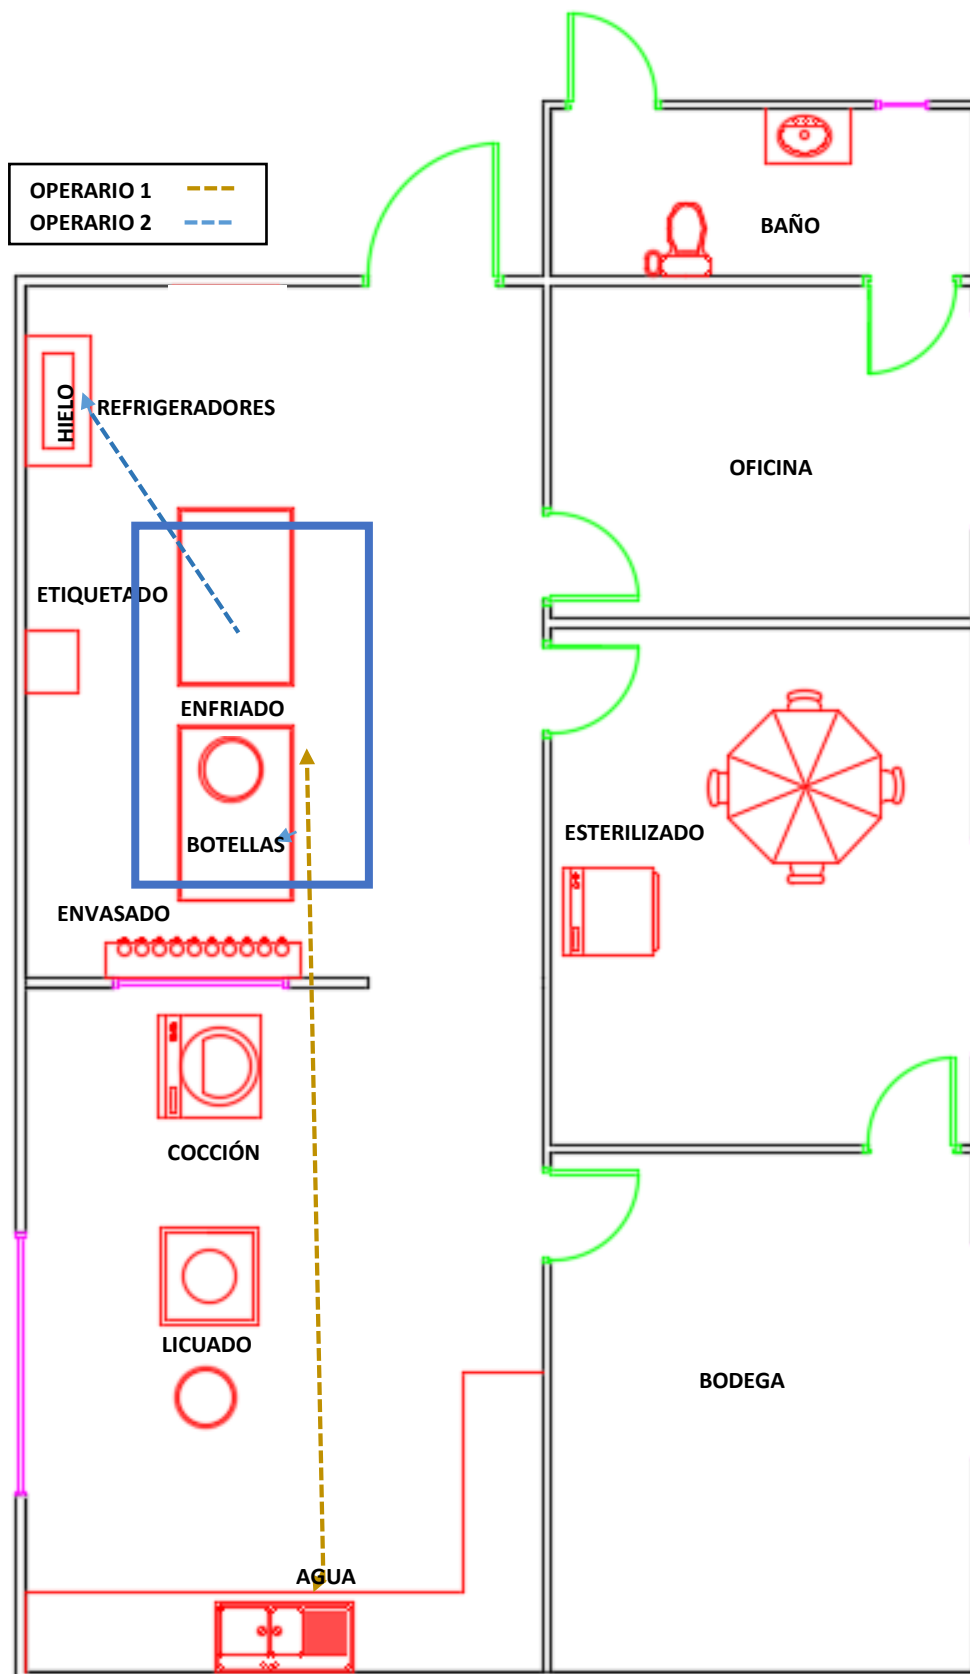 OPERARIO 1
OPERARIO 2
BAÑO
HIELO
REFRIGERADORES
OFICINA
ETIQUETADO
ENFRIADO
ESTERILIZADO
BOTELLAS
ENVASADO
COCCIÓN
LICUADO
BODEGA
AGUA